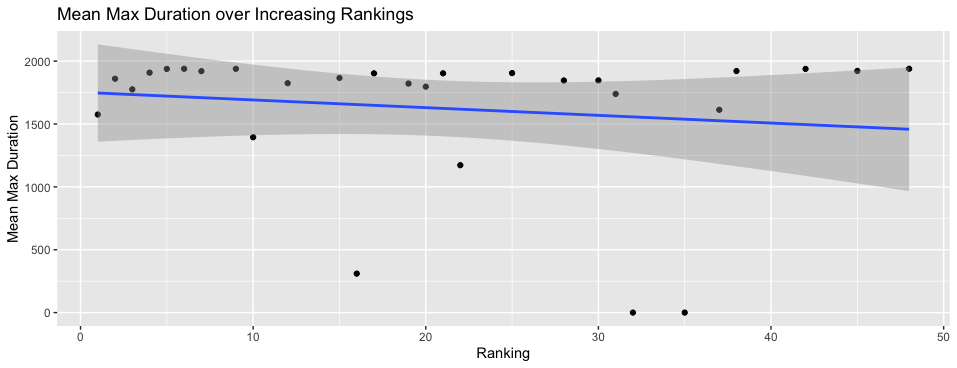 Mean Max Duration over Increasing Rankings
2000
1500
1000
500
0
Mean Max Duration
0 10 20 30 40 50
Ranking